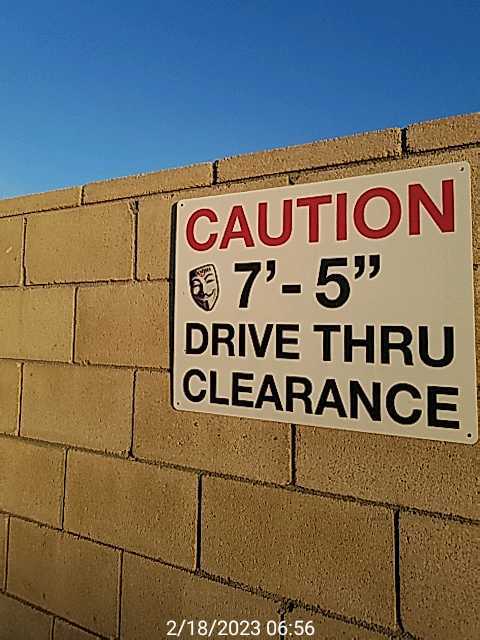 CAUTION
7'-5"
DRIVE THRU
CLEARANCE
2/18/2023 06:56